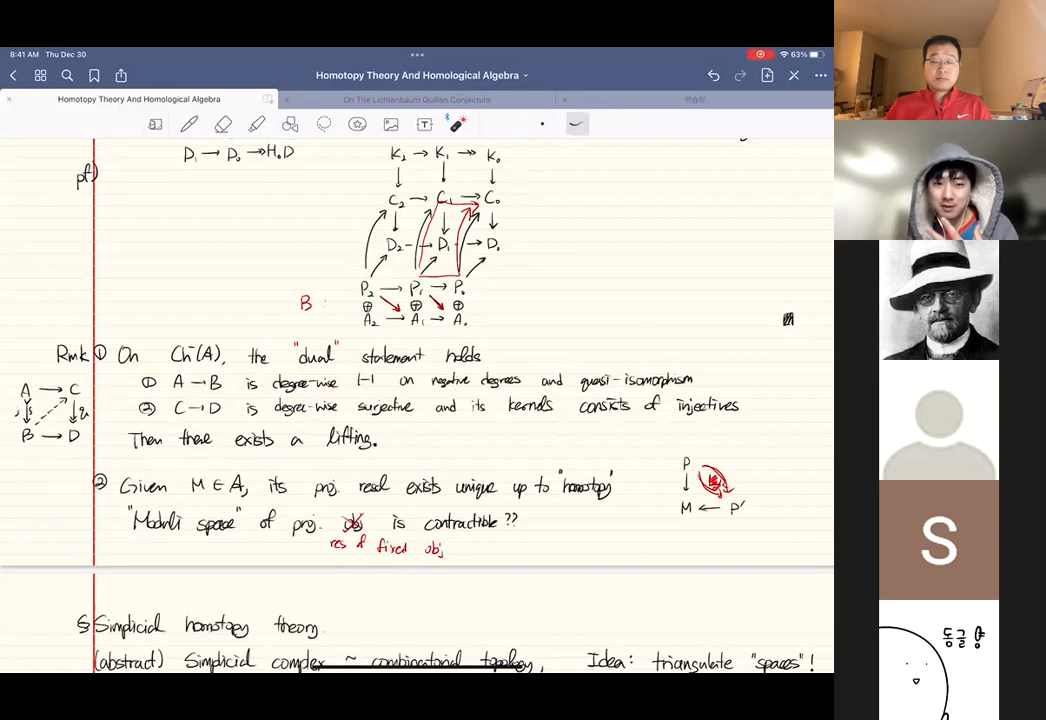 8:41 AM Thu Dec 30
63%
Homotopy Theory And Homological Algebra
Homotopy Theory And Homological Algebra
On The Lichtenbaum Quillen Conjecture
연습장
D₁ → D₀ ↠ H₀D
K₂ → K₁ ↠ K₀
pf)
C₂ → C₁ ↠ C₀
D₂ → D₁ → D₀
P₂ → P₁ → P₀
B :
⊕ ⊕ ⊕
A₂ → A₁ → A₀
Rmk ① On Ch⁻(A), the "dual" statement holds
① A → B is degree-wise 1-1 on negative degrees and quasi-isomorphism
② C → D is degree-wise surjective and its kernels consists of injectives
A → C
B → D
Then there exists a lifting.
② Given M ∈ A, its proj. resol exists unique up to "homotopy"
P
M ← P'
"Moduli space" of proj. obj is contractible ??
res of fixed obj
§ Simplicial homotopy theory
(abstract) Simplicial complex ~ combinatorial topology, Idea: triangulate "spaces"!
S
동글